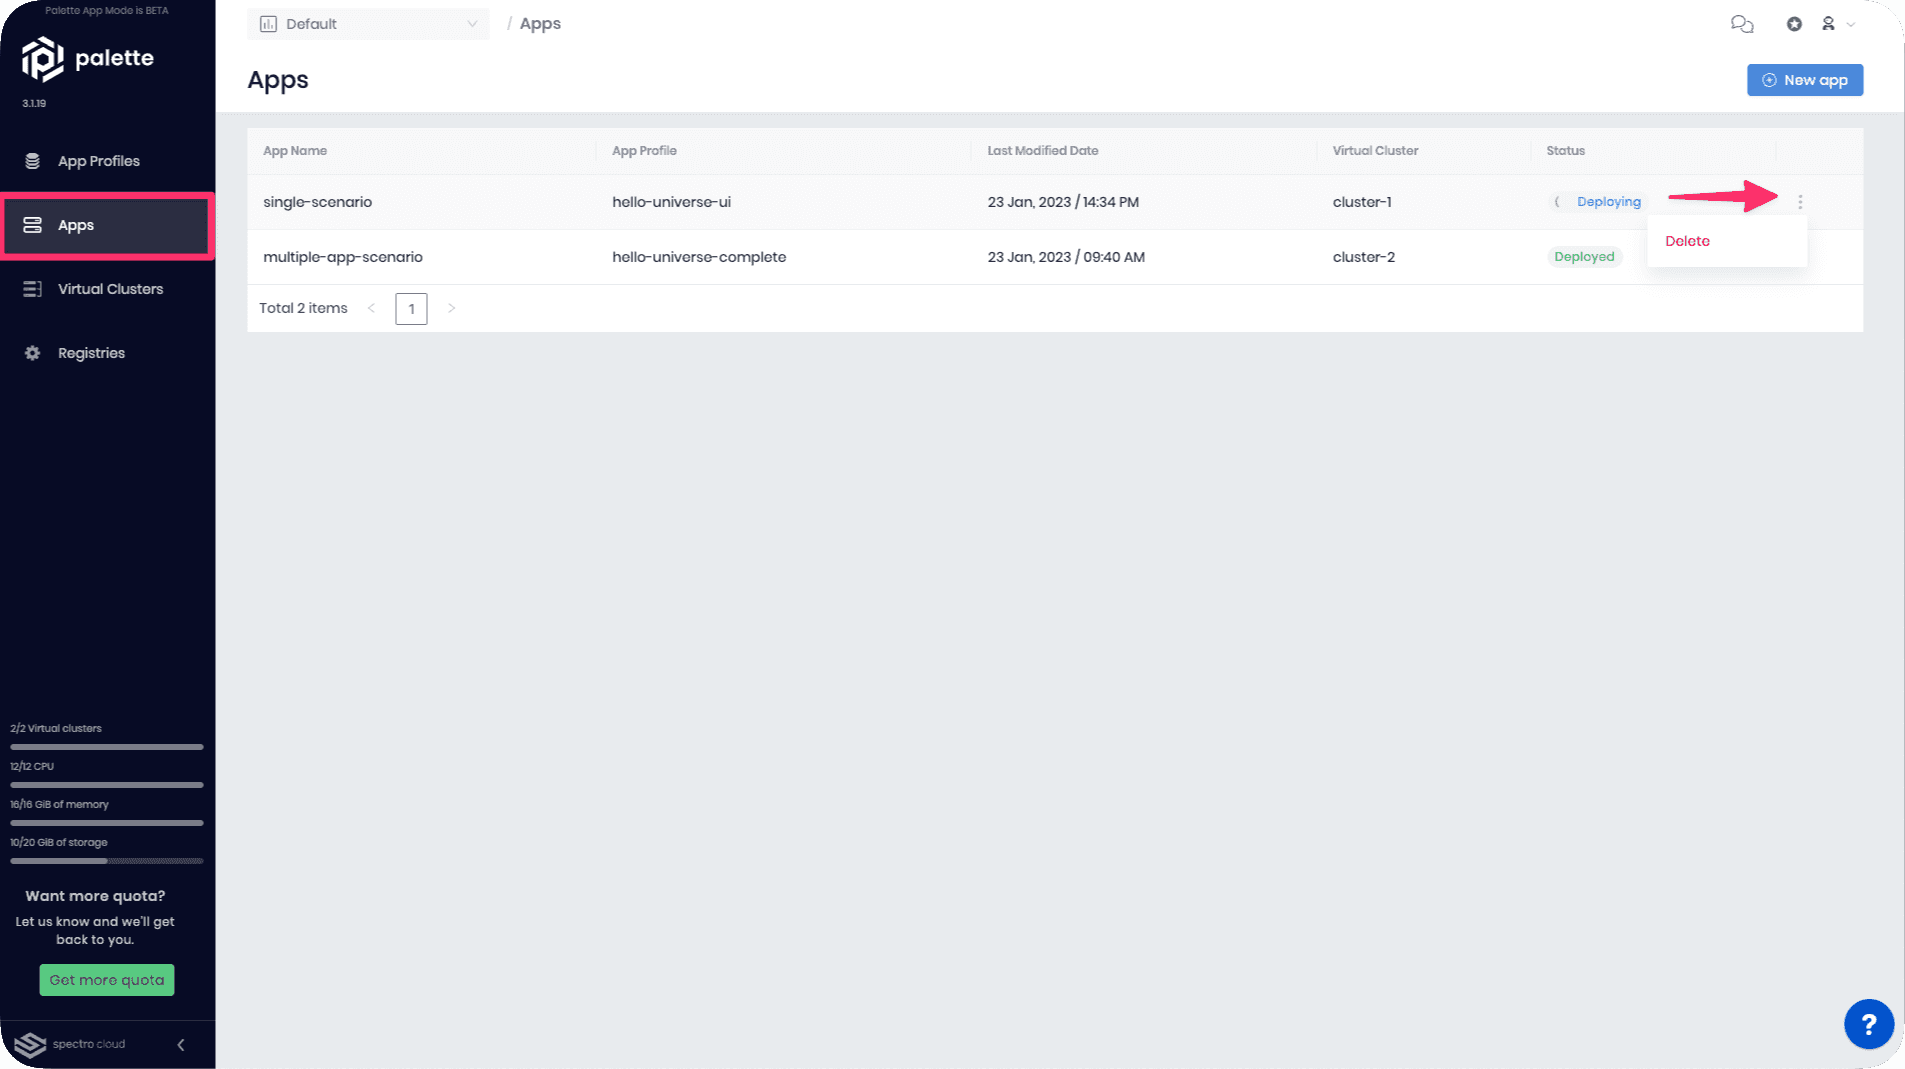 Palette App Mode is BETA
palette
3.1.19
App Profiles
Apps
Virtual Clusters
Registries
2/2 Virtual clusters
12/12 CPU
16/16 GiB of memory
10/20 GiB of storage
Want more quota?
Let us know and we'll get
back to you.
Get more quota
spectro cloud
Default
/ Apps
Apps
New app
App Name App Profile Last Modified Date Virtual Cluster Status
single-scenario hello-universe-ui 23 Jan, 2023 / 14:34 PM cluster-1 Deploying
Delete
multiple-app-scenario hello-universe-complete 23 Jan, 2023 / 09:40 AM cluster-2 Deployed
Total 2 items < 1 >
?